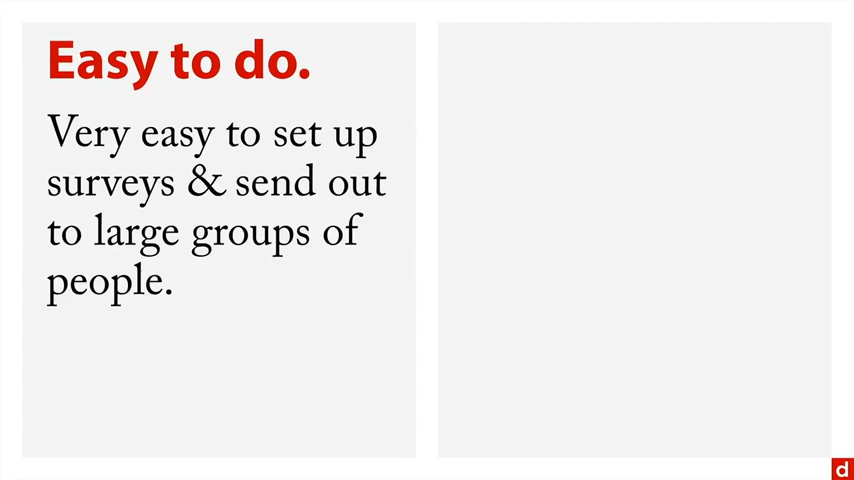 Easy to do.
Very easy to set up
surveys & send out
to large groups of
people.
d